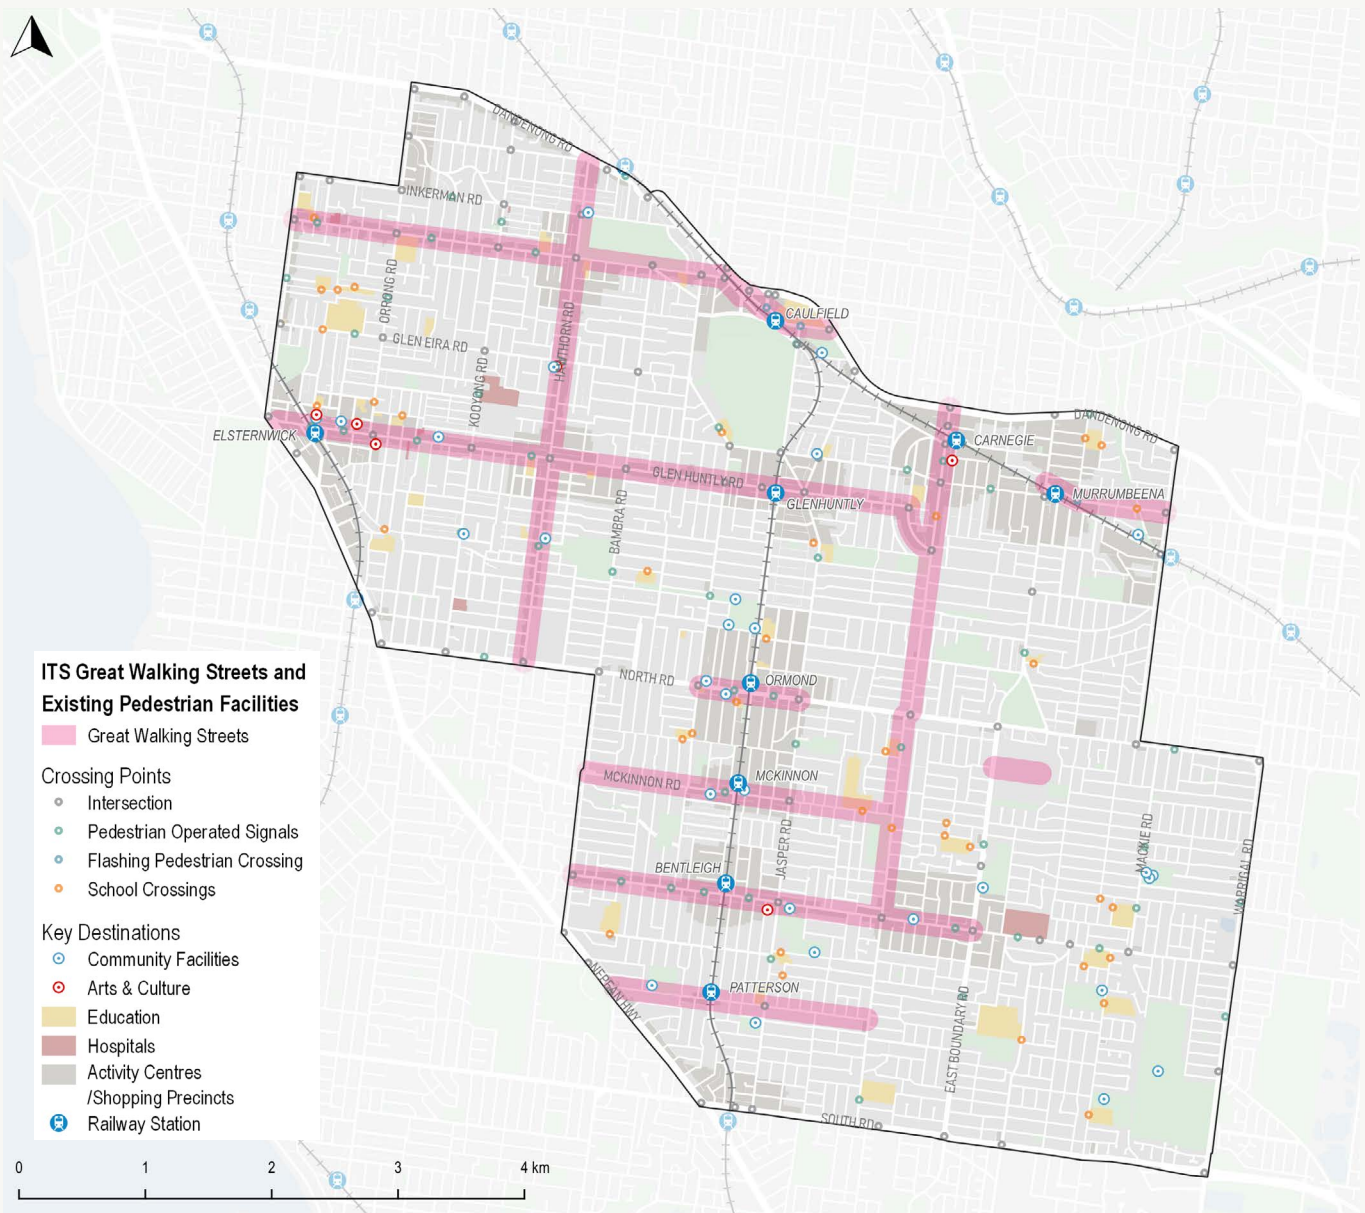 DANDENONG RD
INKERMAN RD
ORRONG RD
HAWTHORN RD
CAULFIELD
GLEN EIRA RD
KOOYONG RD
DANDENONG RD
ELSTERNWICK
CARNEGIE
GLEN HUNTLY RD
MURRUMBEENA
GLENHUNTLY
BAMBRA RD
NORTH RD
ORMOND
MCKINNON RD
MCKINNON
JASPER RD
MACKIE RD
WARRIGAL RD
BENTLEIGH
NEPEAN HWY
PATTERSON
EAST BOUNDARY RD
SOUTH RD
ITS Great Walking Streets and
Existing Pedestrian Facilities
Great Walking Streets
Crossing Points
Intersection
Pedestrian Operated Signals
Flashing Pedestrian Crossing
School Crossings
Key Destinations
Community Facilities
Arts & Culture
Education
Hospitals
Activity Centres
/Shopping Precincts
Railway Station
0 1 2 3 4 km